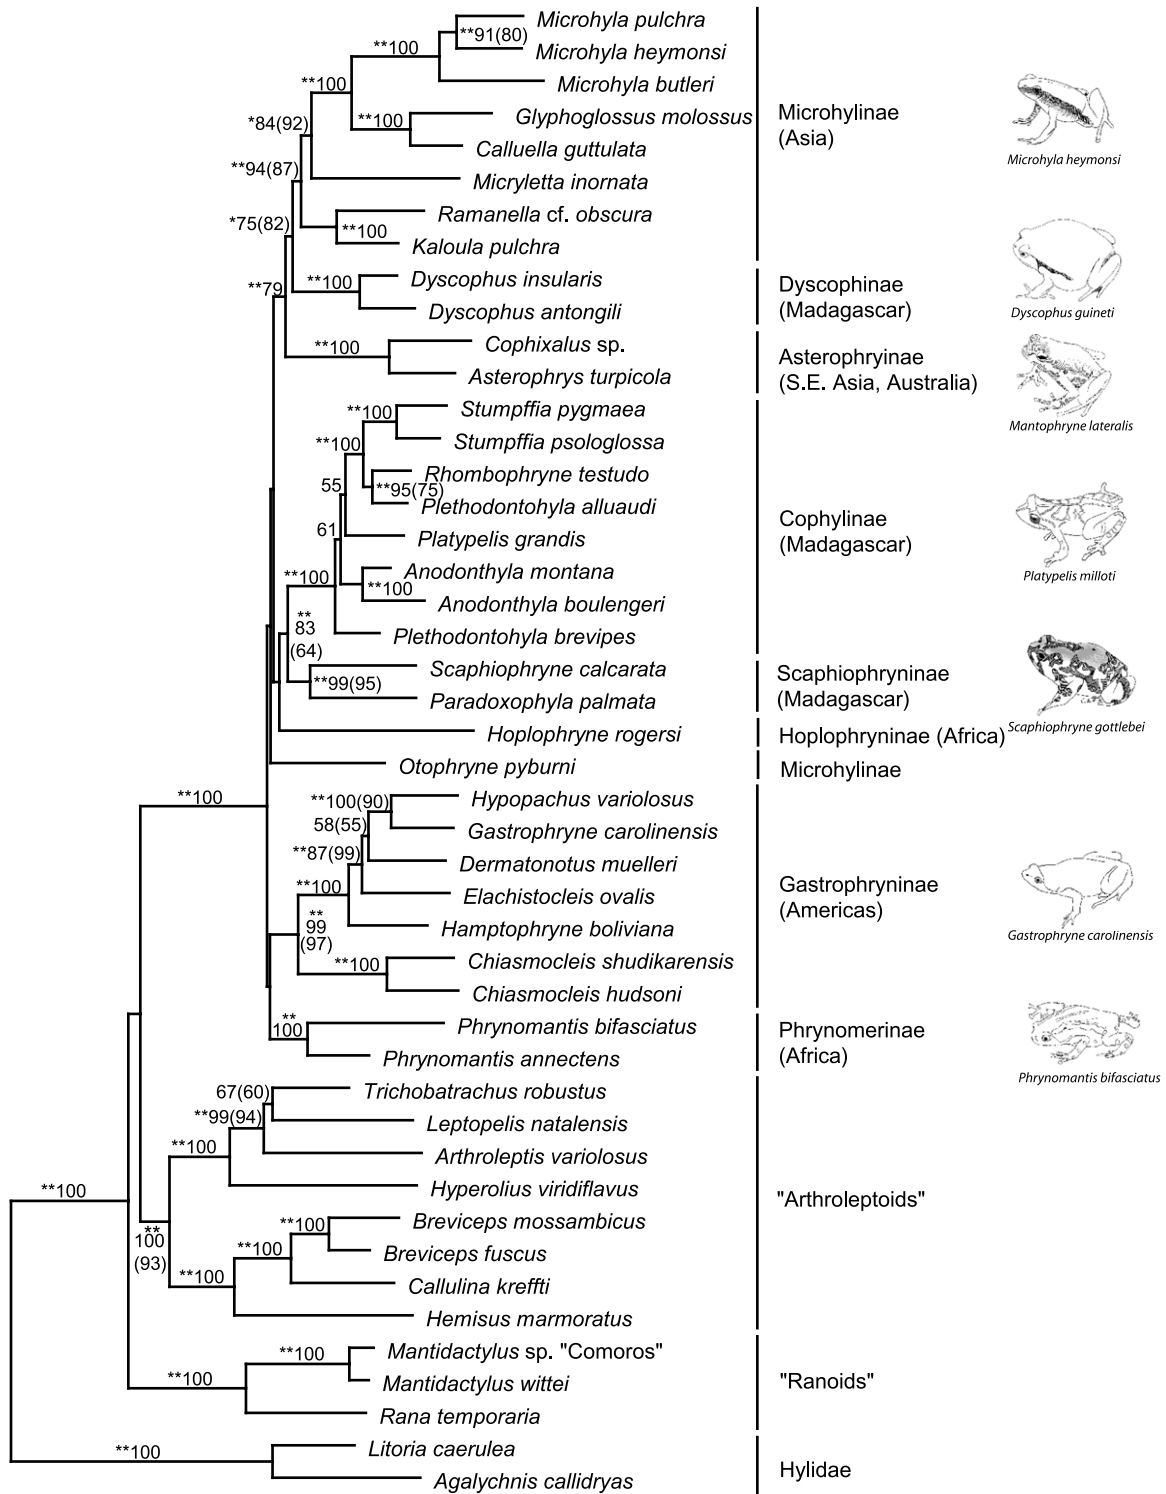 Microhyla pulchra
**91(80)
Microhyla heymonsi
**100
Microhyla butleri
**100
Glyphoglossus molossus
**100
Calluella guttulata
*84(92)
Micryletta inornata
**94(87)
Ramanella cf. obscura
**100
Kaloula pulchra
*75(82)
Microhylinae
(Asia)
Microhyla heymonsi
Dyscophus insularis
**100
Dyscophus antongili
**79
Dyscophinae
(Madagascar)
Dyscophus guineti
Cophixalus sp.
**100
Asterophrys turpicola
Asterophryinae
(S.E. Asia, Australia)
Mantophryne lateralis
Stumpffia pygmaea
**100
Stumpffia psologlossa
**100
Rhombophryne testudo
**95(75)
Plethodontohyla alluaudi
55
Platypelis grandis
61
Anodonthyla montana
**100
Anodonthyla boulengeri
**100
Plethodontohyla brevipes
**
83
(64)
Cophylinae
(Madagascar)
Platypelis milloti
Scaphiophryne calcarata
**99(95)
Paradoxophyla palmata
Scaphiophryninae
(Madagascar)
Scaphiophryne gottlebei
Hoplophryne rogersi
Hoplophryninae (Africa)
Otophryne pyburni
Microhylinae
**100
Hypopachus variolosus
**100(90)
Gastrophryne carolinensis
58(55)
Dermatonotus muelleri
**87(99)
Elachistocleis ovalis
**100
Hamptophryne boliviana
**
99
(97)
Chiasmocleis shudikarensis
**100
Chiasmocleis hudsoni
Gastrophryninae
(Americas)
Gastrophryne carolinensis
Phrynomantis bifasciatus
**
100
Phrynomantis annectens
Phrynomerinae
(Africa)
Phrynomantis bifasciatus
Trichobatrachus robustus
67(60)
Leptopelis natalensis
**99(94)
Arthroleptis variolosus
**100
Hyperolius viridiflavus
**100
"Arthroleptoids"
Breviceps mossambicus
**100
Breviceps fuscus
**100
**
100
(93)
Callulina kreffti
**100
Hemisus marmoratus
Mantidactylus sp. "Comoros"
**100
Mantidactylus wittei
**100
"Ranoids"
Rana temporaria
Litoria caerulea
**100
Agalychnis callidryas
Hylidae